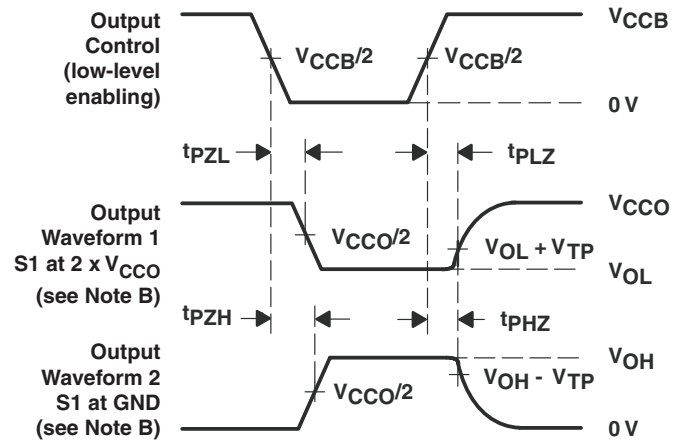 Output
Control
(low-level
enabling)
VCCB/2
VCCB/2
VCCB
0 V
tPZL
tPLZ
Output
Waveform 1
S1 at 2 x VCCO
(see Note B)
VCCO/2
VCCO
VOL + VTP
VOL
tPZH
tPHZ
Output
Waveform 2
S1 at GND
(see Note B)
VCCO/2
VOH
VOH - VTP
0 V